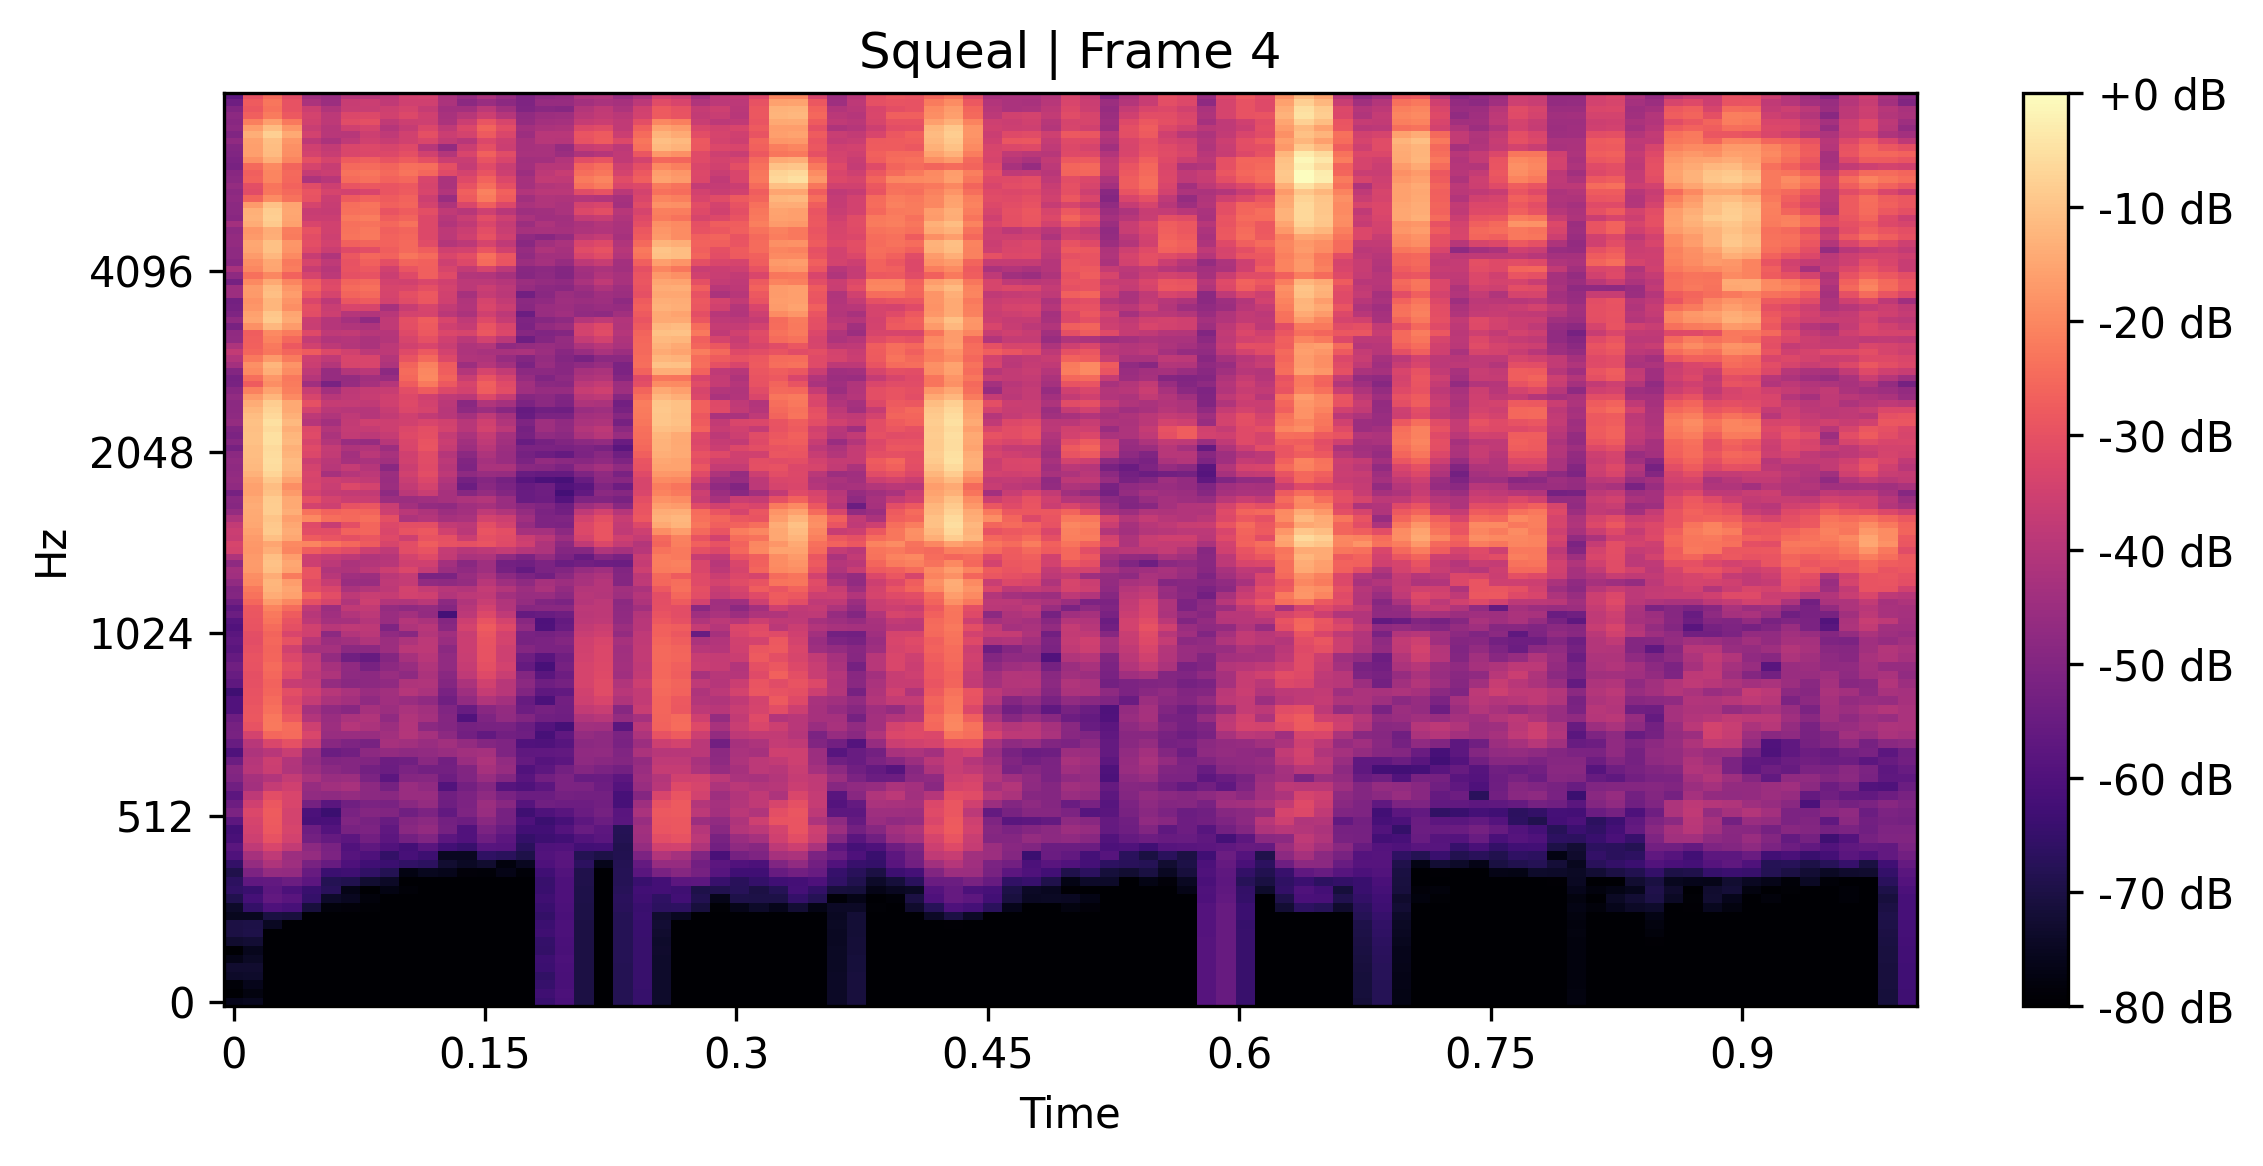 Squeal | Frame 4
+0 dB
-10 dB
-20 dB
-30 dB
-40 dB
-50 dB
-60 dB
-70 dB
-80 dB
Hz
4096
2048
1024
512
0
0 0.15 0.3 0.45 0.6 0.75 0.9
Time